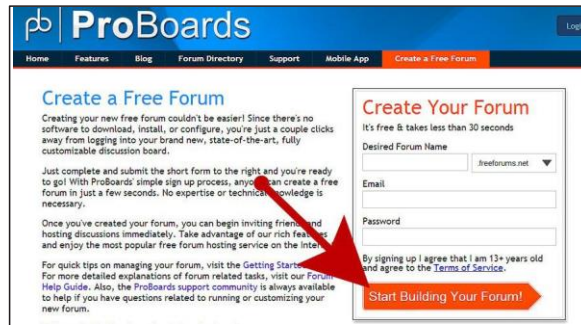 pb ProBoards
Login
Home Features Blog Forum Directory Support Mobile App Create a Free Forum
Create a Free Forum
Creating your new free forum couldn't be easier! Since there's no
software to download, install, or configure, you're just a couple clicks
away from logging into your brand new, state-of-the-art, fully
customizable discussion board.
Just complete and submit the short form to the right and you're ready
to go! With ProBoards' simple sign up process, anyone can create a free
forum in just a few seconds. No expertise or technical knowledge is
necessary.
Once you've created your forum, you can begin inviting friends and
hosting discussions immediately. Take advantage of our rich features
and enjoy the most popular free forum hosting service on the
For quick tips on managing your forum, visit the Getting
For more detailed explanations of forum related tasks, visit our Forum
Help Guide. Also, the ProBoards support community is always available
to help if you have questions related to running or customizing your
new forum.
Create Your Forum
It's free & takes less than 30 seconds
Desired Forum Name
.freeforums.net
Email
Password
By signing up I agree that I am 13+ years old
and agree to the Terms of Service.
Start Building Your Forum!